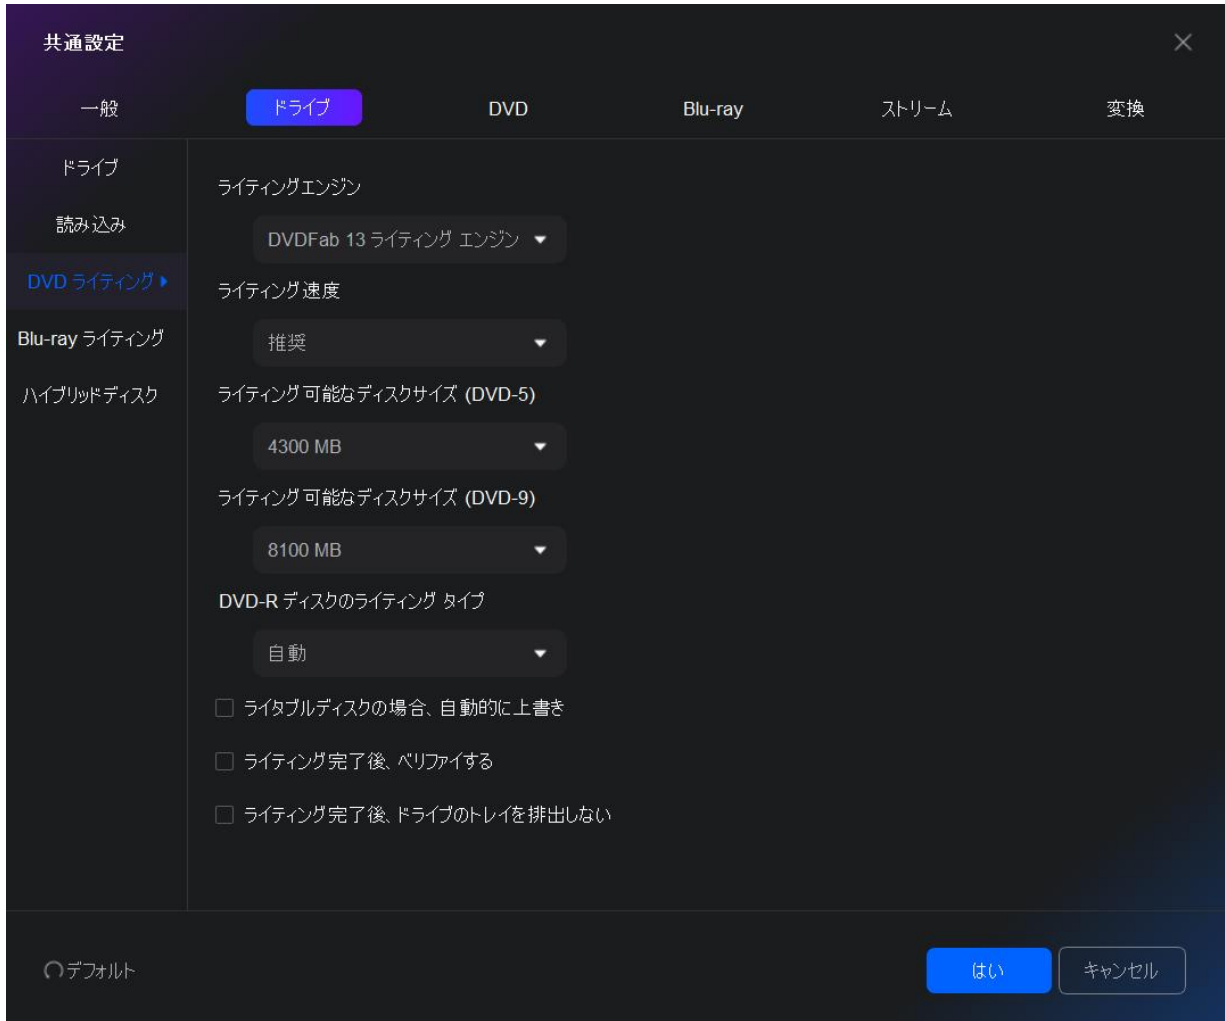 共通設定
一般 ドライブ DVD Blu-ray ストリーム 変換
ドライブ
読み込み
DVD ライティング
Blu-ray ライティング
ハイブリッドディスク
ライティングエンジン
DVDFab 13 ライティング エンジン
ライティング速度
推奨
ライティング可能なディスクサイズ (DVD-5)
4300 MB
ライティング可能なディスクサイズ (DVD-9)
8100 MB
DVD-R ディスクのライティング タイプ
自動
ライタブルディスクの場合、自動的に上書き
ライティング完了後、ベリファイする
ライティング完了後、ドライブのトレイを排出しない
デフォルト はい キャンセル